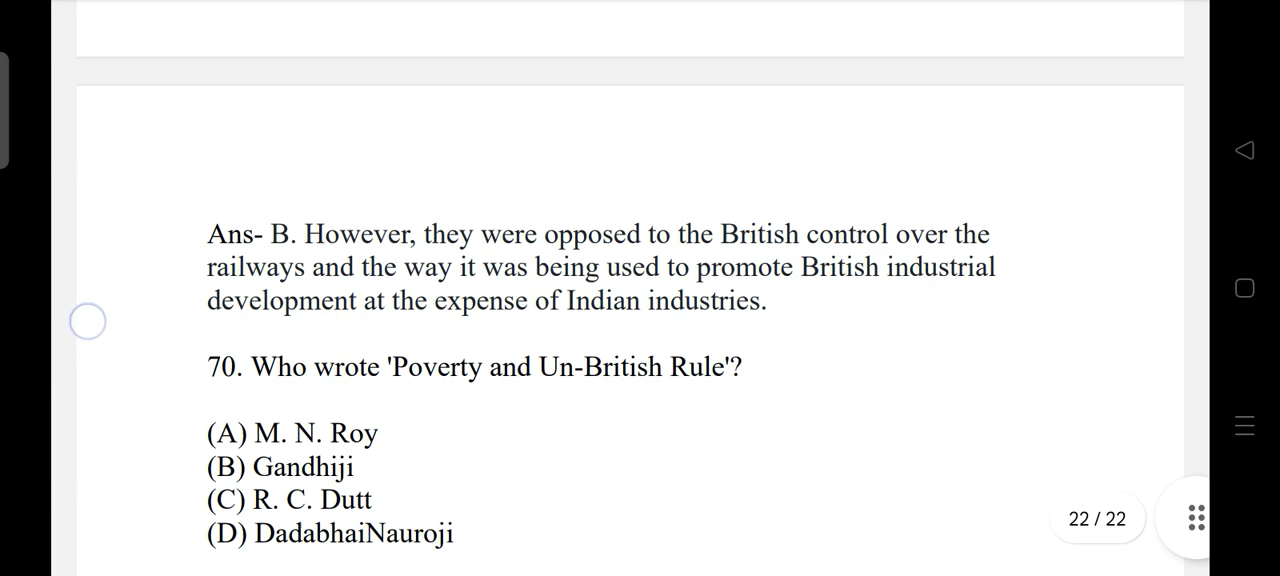 Ans- B. However, they were opposed to the British control over the
railways and the way it was being used to promote British industrial
development at the expense of Indian industries.
70. Who wrote 'Poverty and Un-British Rule'?
(A) M. N. Roy
(B) Gandhiji
(C) R. C. Dutt
(D) DadabhaiNauroji
22 / 22